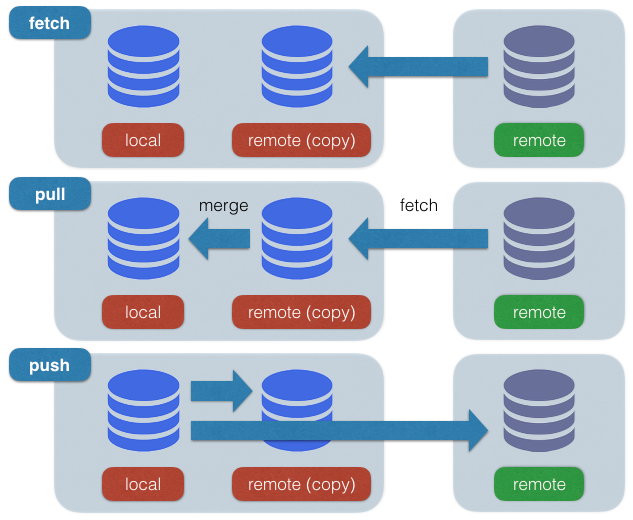 fetch
local
remote (copy)
remote
pull
merge
fetch
local
remote (copy)
remote
push
local
remote (copy)
remote